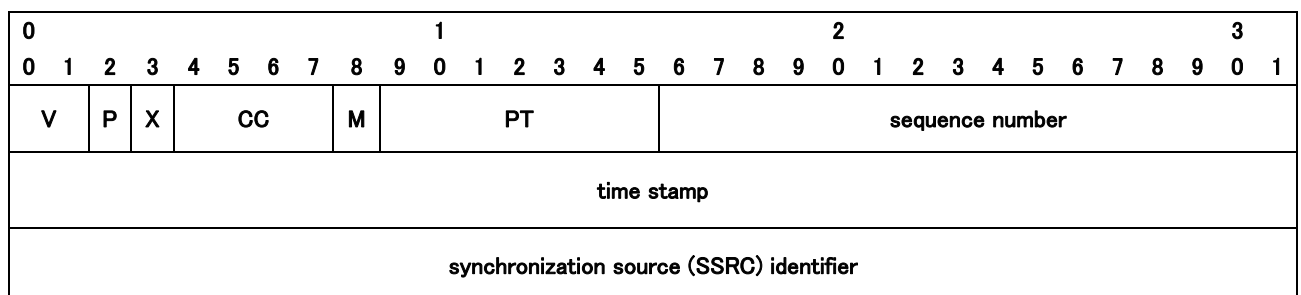 0 1 2 3
0 1 2 3 4 5 6 7 8 9 0 1 2 3 4 5 6 7 8 9 0 1 2 3 4 5 6 7 8 9 0 1
V P X CC M PT sequence number
time stamp
synchronization source (SSRC) identifier